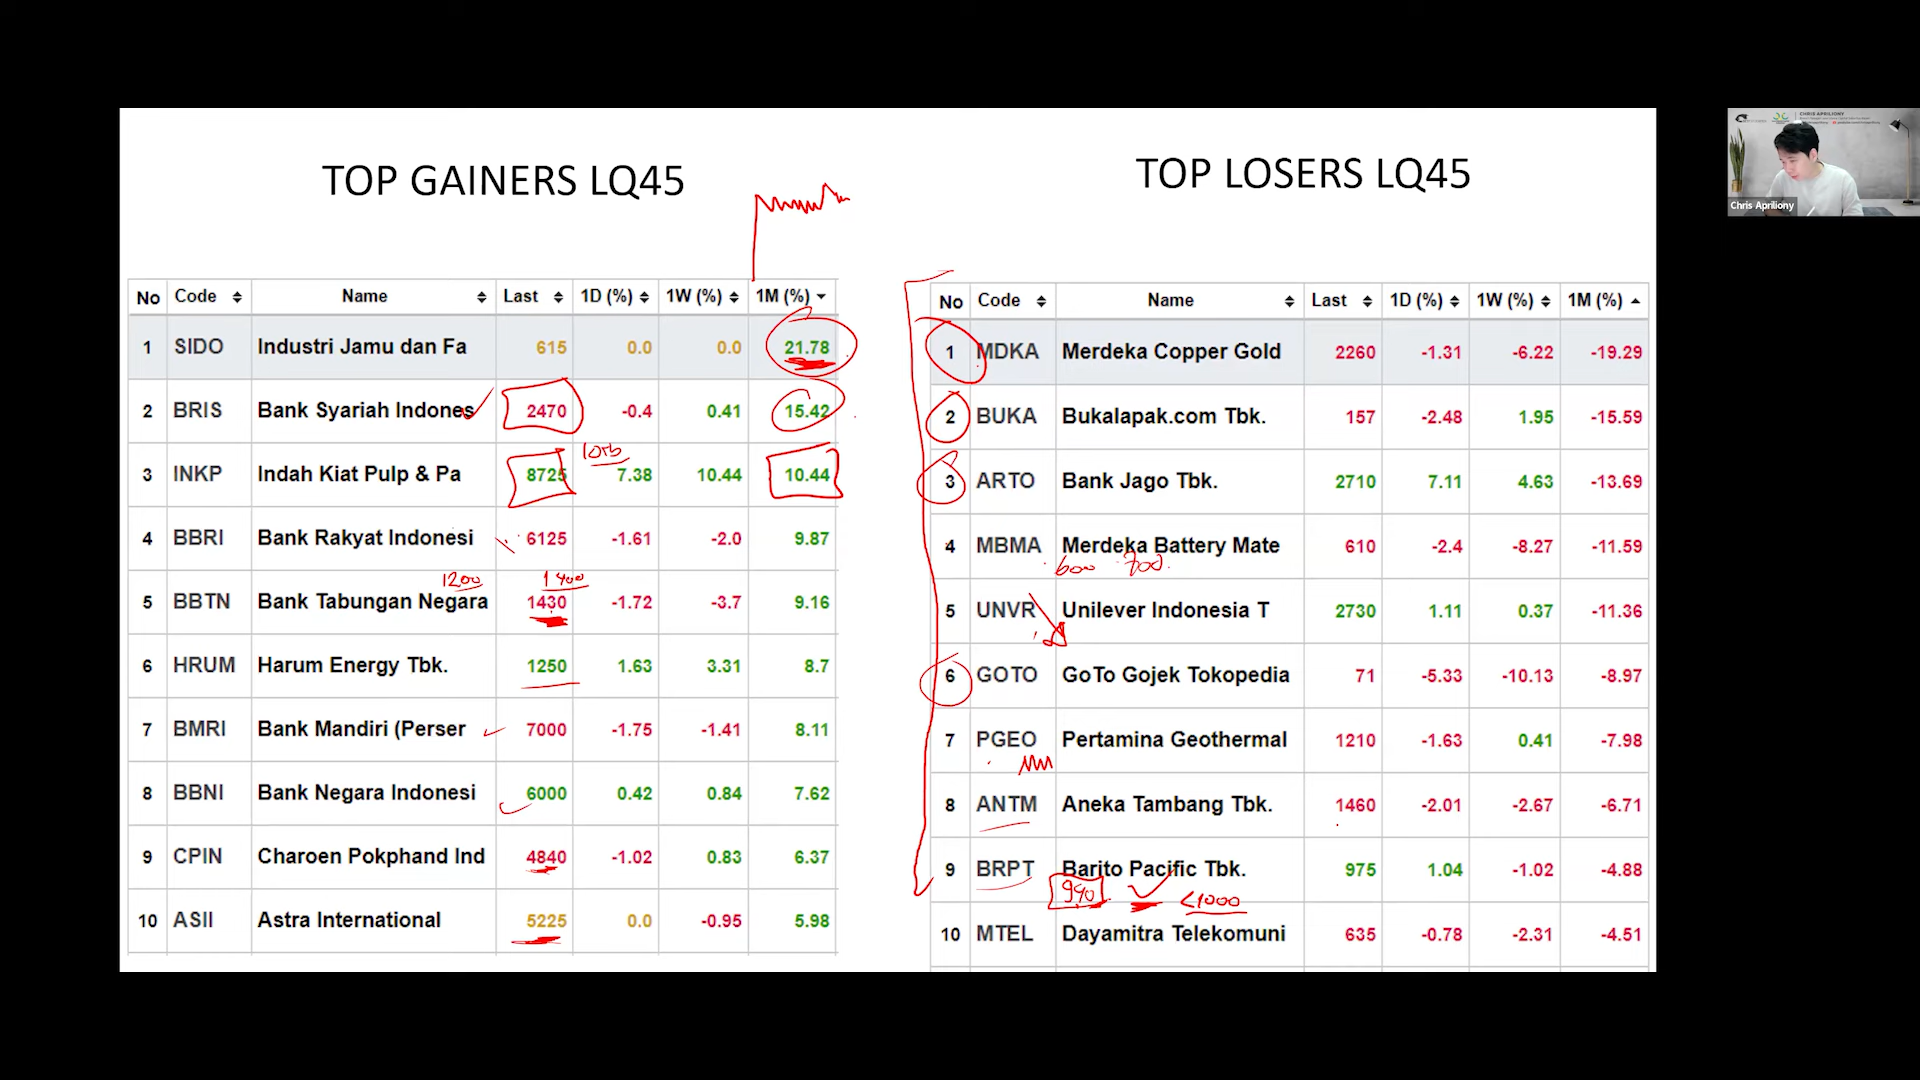 TOP GAINERS LQ45
No Code Name Last 1D (%) 1W (%) 1M (%)
1 SIDO Industri Jamu dan Fa 615 0.0 0.0 21.78
2 BRIS Bank Syariah Indones 2470 -0.4 0.41 15.42
3 INKP Indah Kiat Pulp & Pa 8725 7.38 10.44 10.44
4 BBRI Bank Rakyat Indonesi 6125 -1.61 -2.0 9.87
1200 1400
5 BBTN Bank Tabungan Negara 1430 -1.72 -3.7 9.16
6 HRUM Harum Energy Tbk. 1250 1.63 3.31 8.7
7 BMRI Bank Mandiri (Perser 7000 -1.75 -1.41 8.11
8 BBNI Bank Negara Indonesi 6000 0.42 0.84 7.62
9 CPIN Charoen Pokphand Ind 4840 -1.02 0.83 6.37
10 ASII Astra International 5225 0.0 -0.95 5.98
TOP LOSERS LQ45
No Code Name Last 1D (%) 1W (%) 1M (%)
1 MDKA Merdeka Copper Gold 2260 -1.31 -6.22 -19.29
2 BUKA Bukalapak.com Tbk. 157 -2.48 1.95 -15.59
3 ARTO Bank Jago Tbk. 2710 7.11 4.63 -13.69
4 MBMA Merdeka Battery Mate 610 -2.4 -8.27 -11.59
600 700
5 UNVR Unilever Indonesia T 2730 1.11 0.37 -11.36
6 GOTO GoTo Gojek Tokopedia 71 -5.33 -10.13 -8.97
7 PGEO Pertamina Geothermal 1210 -1.63 0.41 -7.98
8 ANTM Aneka Tambang Tbk. 1460 -2.01 -2.67 -6.71
9 BRPT Barito Pacific Tbk. 975 1.04 -1.02 -4.88
990 <1000
10 MTEL Dayamitra Telekomuni 635 -0.78 -2.31 -4.51
CHRIS APRILIONY
Chris Apriliony